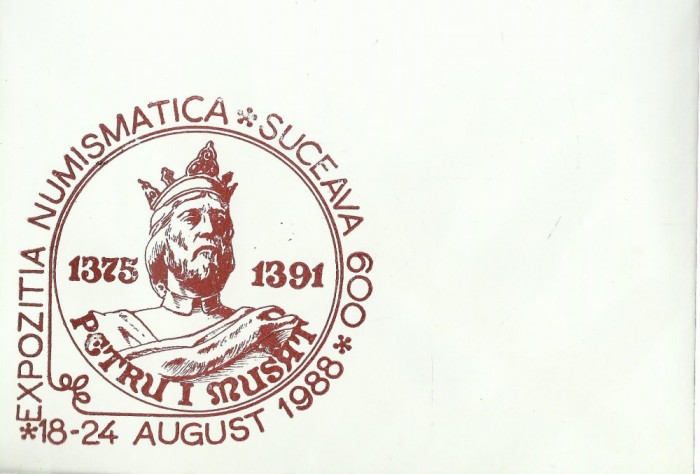 *EXPOZITIA NUMISMATICA * SUCEAVA 600 *
*18-24 AUGUST 1988*
1375 1391
PETRU I MUSAT